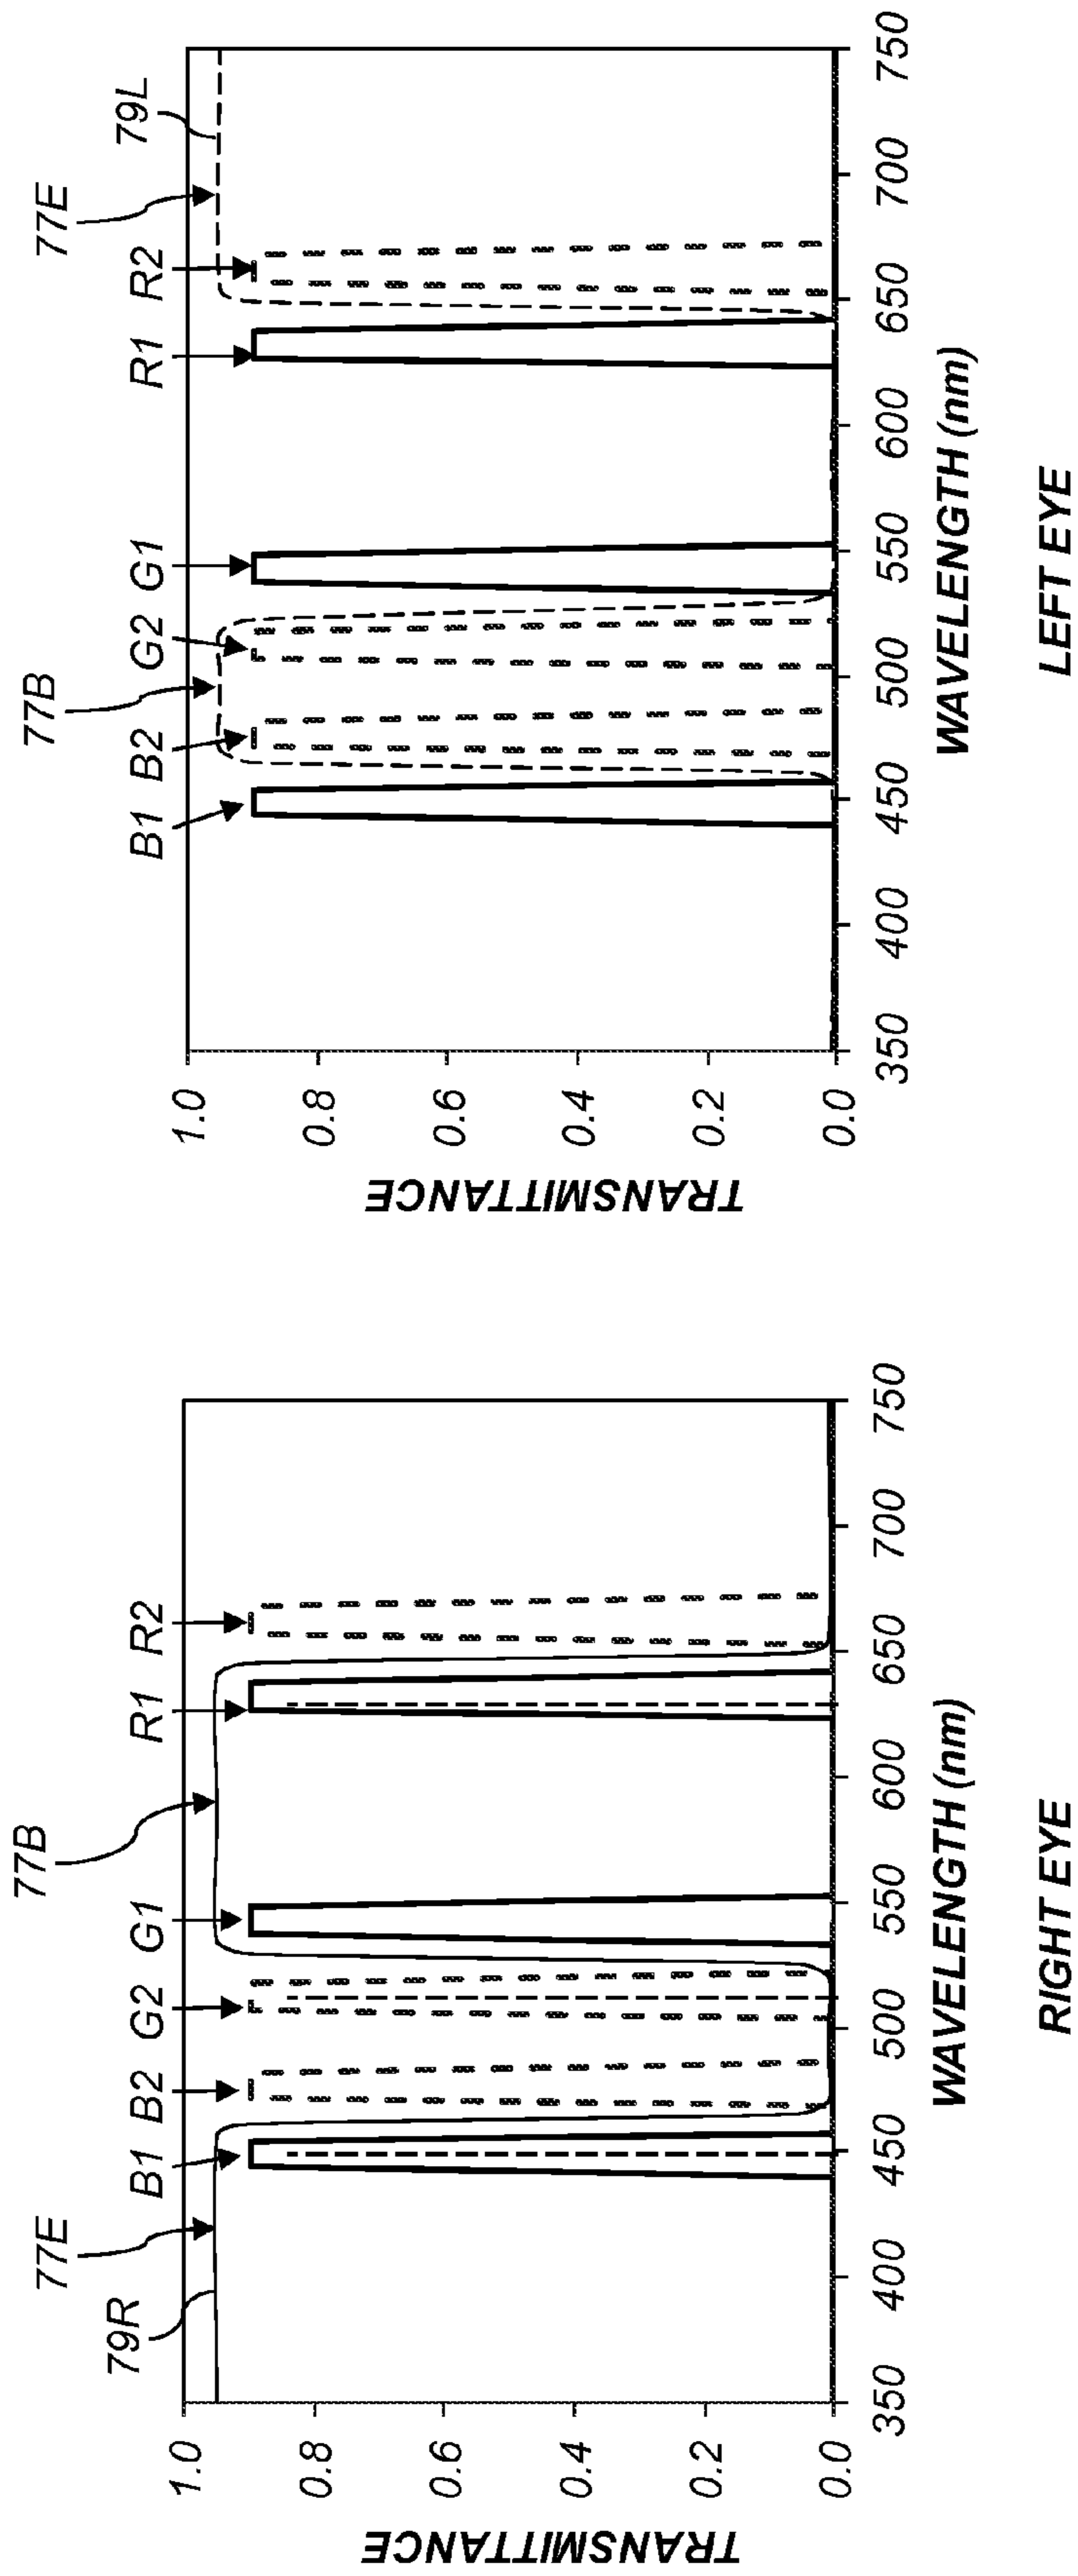 77E
77B
79R
B1
B2
G2
G1
R1
R2
1.0
0.8
0.6
0.4
0.2
0.0
TRANSMITTANCE
350
400
450
500
550
600
650
700
750
WAVELENGTH (nm)
RIGHT EYE
77B
77E
79L
B1
B2
G2
G1
R1
R2
1.0
0.8
0.6
0.4
0.2
0.0
TRANSMITTANCE
350
400
450
500
550
600
650
700
750
WAVELENGTH (nm)
LEFT EYE